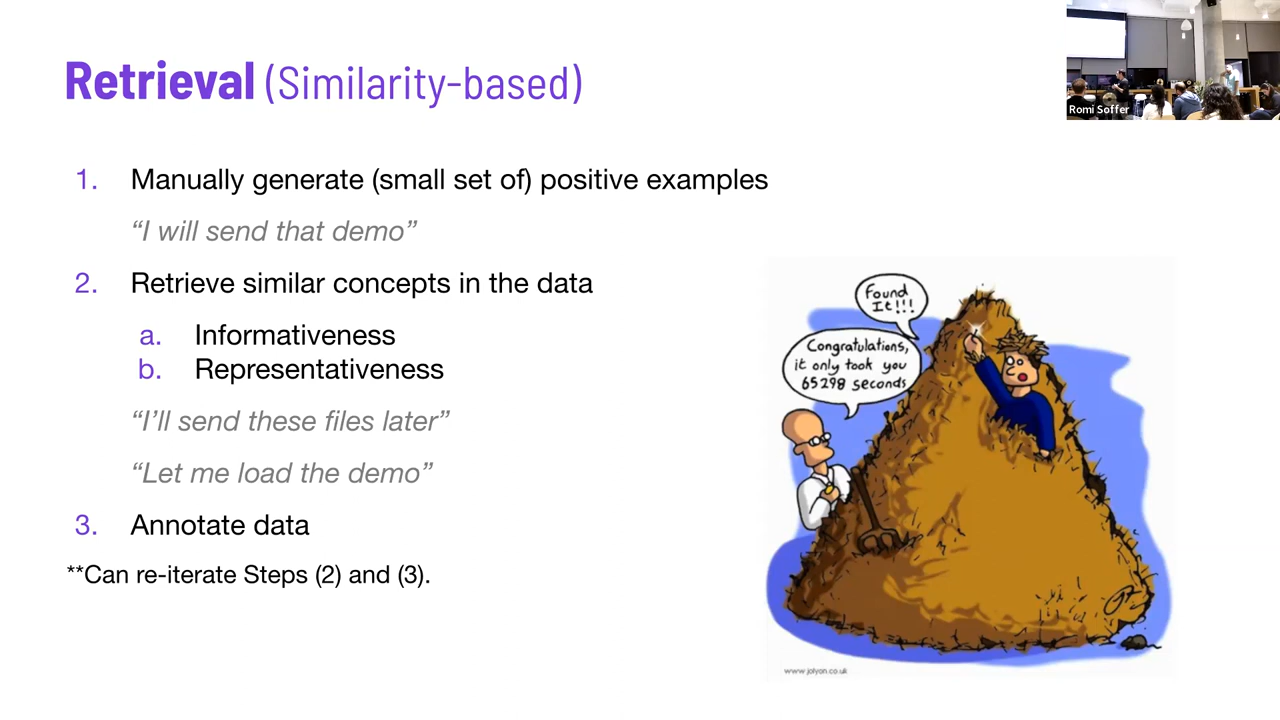 Retrieval (Similarity-based)
Romi Soffer
1. Manually generate (small set of) positive examples
“I will send that demo”
2. Retrieve similar concepts in the data
a. Informativeness
b. Representativeness
“I’ll send these files later”
“Let me load the demo”
3. Annotate data
**Can re-iterate Steps (2) and (3).
Found
It!!!
Congratulations,
it only took you
65298 seconds
www.jolyon.co.uk